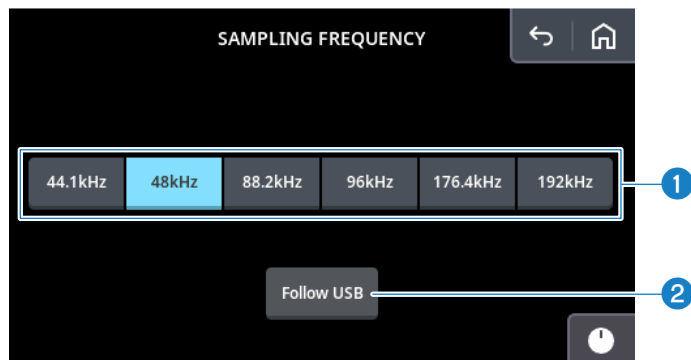 SAMPLING FREQUENCY
44.1kHz 48kHz 88.2kHz 96kHz 176.4kHz 192kHz 1
Follow USB 2